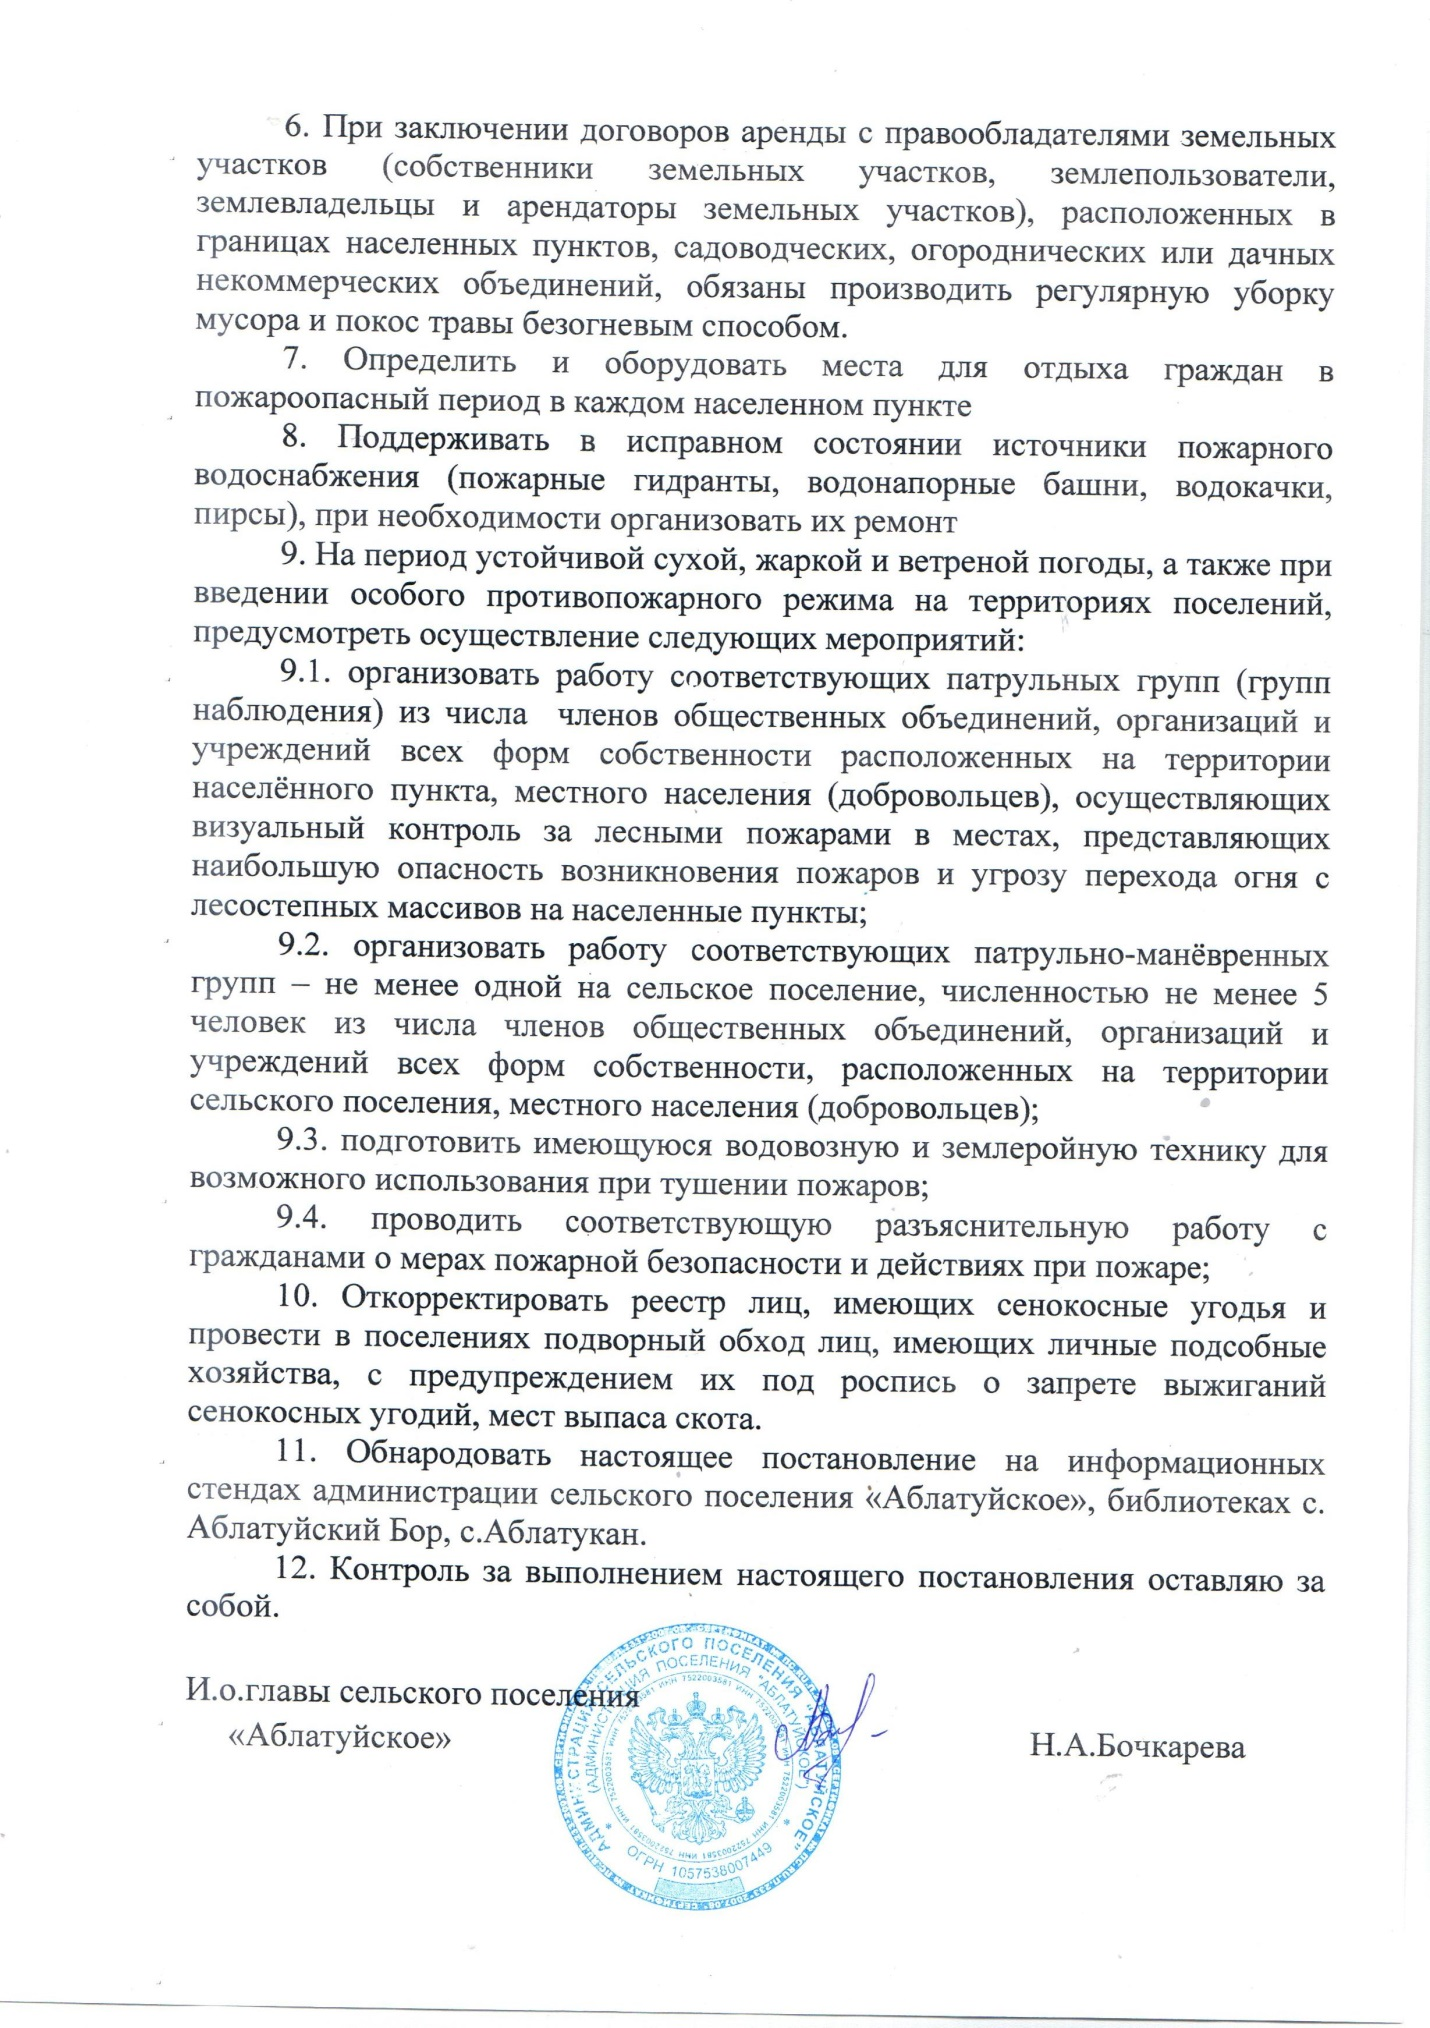 6. При заключении договоров аренды с правообладателями земельных
участков (собственники земельных участков, землепользователи,
землевладельцы и арендаторы земельных участков), расположенных в
границах населенных пунктов, садоводческих, огороднических или дачных
некоммерческих объединений, обязаны производить регулярную уборку
мусора и покос травы безогневым способом.
7. Определить и оборудовать места для отдыха граждан в
пожароопасный период в каждом населенном пункте
8. Поддерживать в исправном состоянии источники пожарного
водоснабжения (пожарные гидранты, водонапорные башни, водокачки,
пирсы), при необходимости организовать их ремонт
9. На период устойчивой сухой, жаркой и ветреной погоды, а также при
введении особого противопожарного режима на территориях поселений,
предусмотреть осуществление следующих мероприятий:
9.1. организовать работу соответствующих патрульных групп (групп
наблюдения) из числа членов общественных объединений, организаций и
учреждений всех форм собственности расположенных на территории
населённого пункта, местного населения (добровольцев), осуществляющих
визуальный контроль за лесными пожарами в местах, представляющих
наибольшую опасность возникновения пожаров и угрозу перехода огня с
лесостепных массивов на населенные пункты;
9.2. организовать работу соответствующих патрульно-манёвренных
групп – не менее одной на сельское поселение, численностью не менее 5
человек из числа членов общественных объединений, организаций и
учреждений всех форм собственности, расположенных на территории
сельского поселения, местного населения (добровольцев);
9.3. подготовить имеющуюся водовозную и землеройную технику для
возможного использования при тушении пожаров;
9.4. проводить соответствующую разъяснительную работу с
гражданами о мерах пожарной безопасности и действиях при пожаре;
10. Откорректировать реестр лиц, имеющих сенокосные угодья и
провести в поселениях подворный обход лиц, имеющих личные подсобные
хозяйства, с предупреждением их под роспись о запрете выжиганий
сенокосных угодий, мест выпаса скота.
11. Обнародовать настоящее постановление на информационных
стендах администрации сельского поселения «Аблатуйское», библиотеках с.
Аблатуйский Бор, с.Аблатукан.
12. Контроль за выполнением настоящего постановления оставляю за
собой.
И.о.главы сельского поселения
«Аблатуйское»
Н.А.Бочкарева
АДМИНИСТРАЦИЯ СЕЛЬСКОГО ПОСЕЛЕНИЯ "АБЛАТУЙСКОЕ"
(АДМИНИСТРАЦИЯ ПОСЕЛЕНИЯ "АБЛАТУЙСКОЕ")
ИНН 7522003581 ИНН 7522003581 ИНН 7522003581
ОГРН 1057538007449